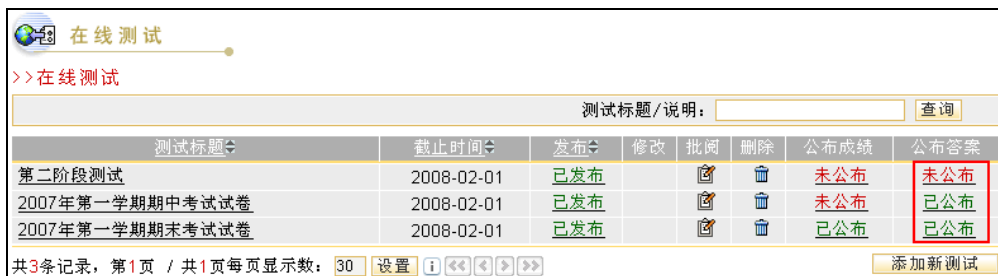 在线测试
>>在线测试
测试标题/说明： 查询
测试标题 截止时间 发布 修改 批阅 删除 公布成绩 公布答案
第二阶段测试 2008-02-01 已发布 未公布 未公布
2007年第一学期期中考试试卷 2008-02-01 已发布 未公布 已公布
2007年第一学期期末考试试卷 2008-02-01 已发布 已公布 已公布
共3条记录，第1页 / 共1页每页显示数： 30 设置 i 添加新测试